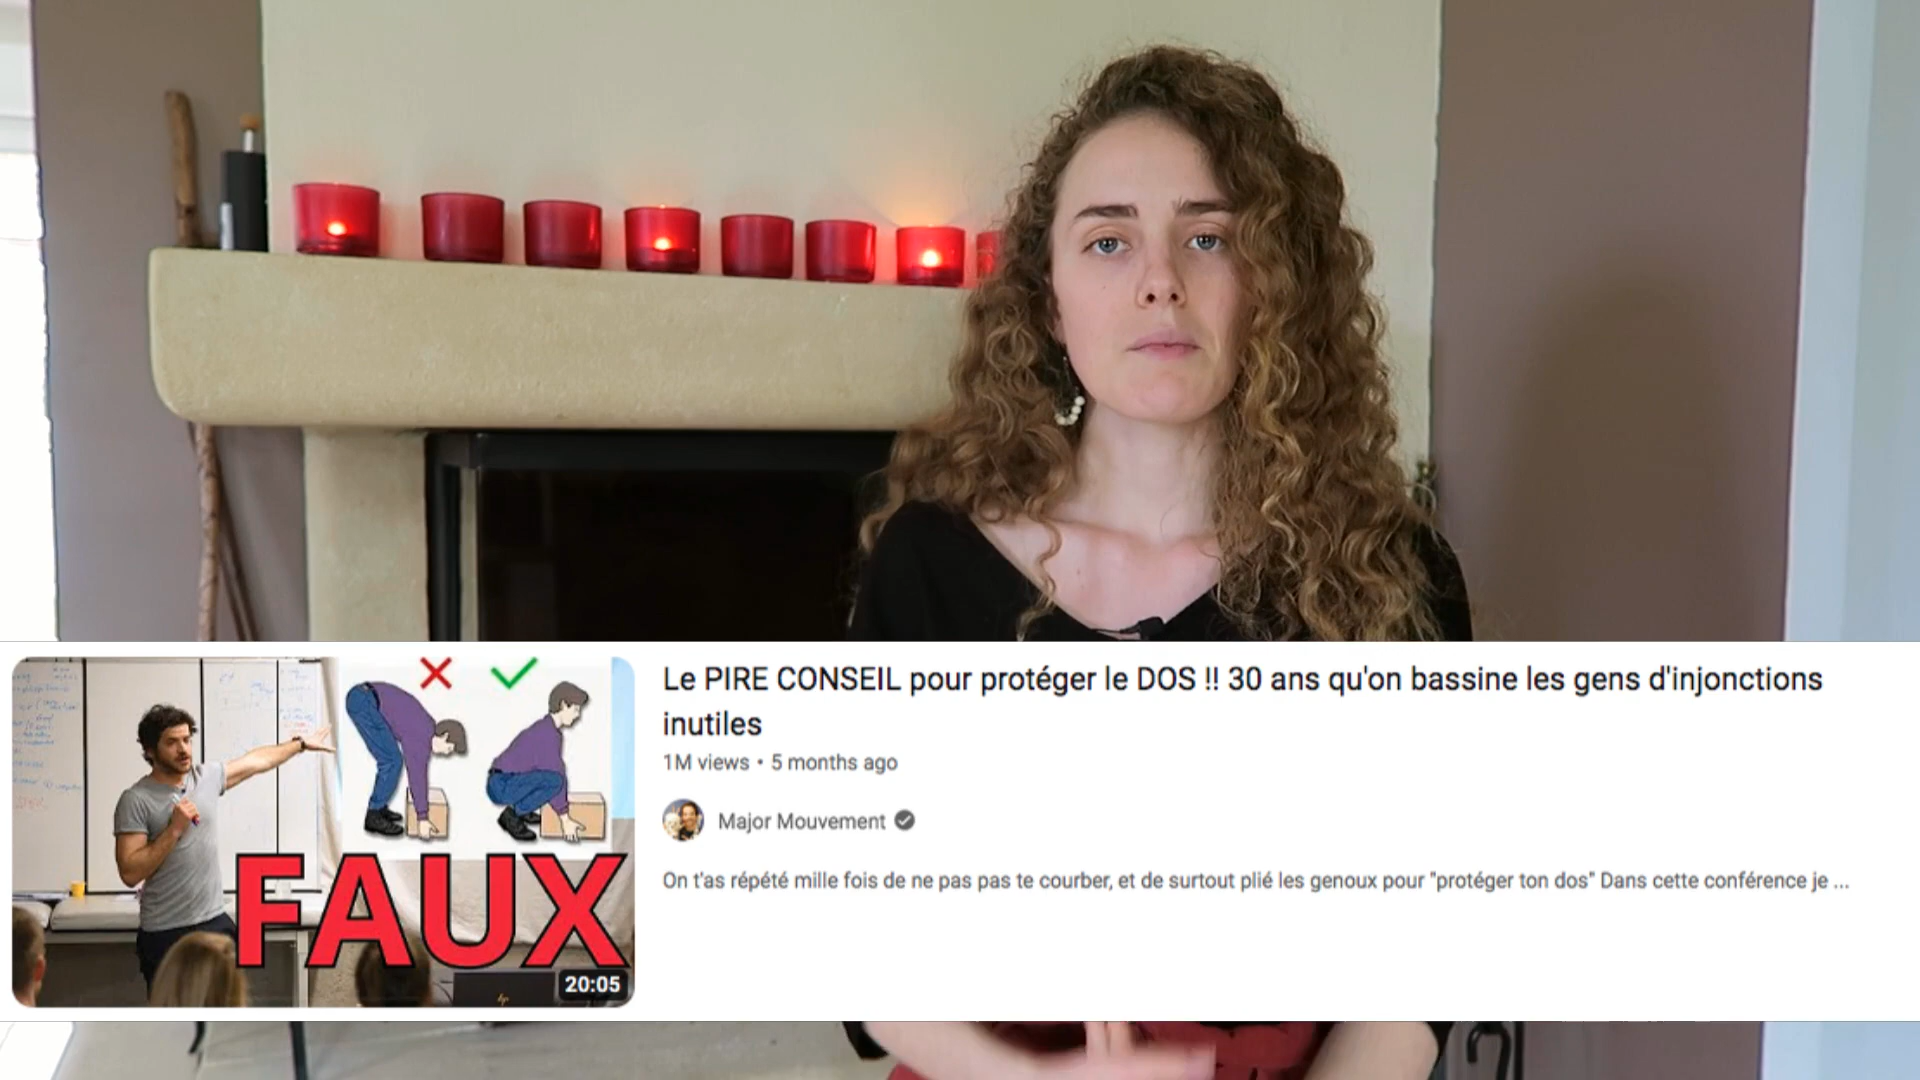 Le PIRE CONSEIL pour protéger le DOS !! 30 ans qu'on bassine les gens d'injonctions
inutiles
1M views • 5 months ago
Major Mouvement
On t'as répété mille fois de ne pas pas te courber, et de surtout plié les genoux pour "protéger ton dos" Dans cette conférence je ...
FAUX
20:05